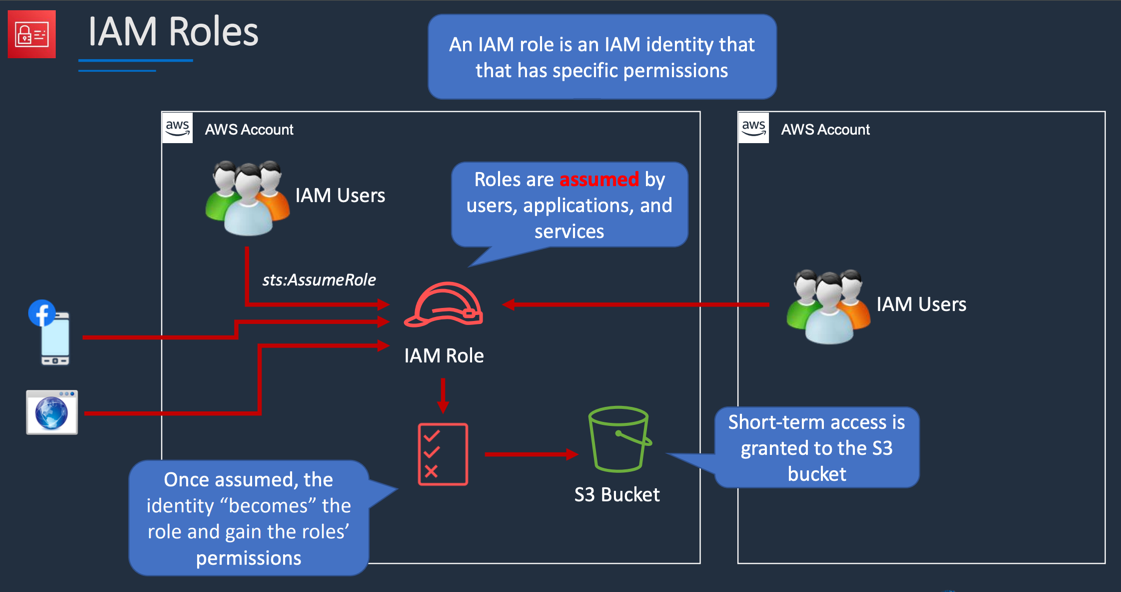 IAM Roles
An IAM role is an IAM identity that
that has specific permissions
aws
AWS Account
aws
AWS Account
IAM Users
Roles are assumed by
users, applications, and
services
sts:AssumeRole
f
IAM Users
IAM Role
Short-term access is
granted to the S3
bucket
Once assumed, the
identity “becomes” the
role and gain the roles’
permissions
S3 Bucket